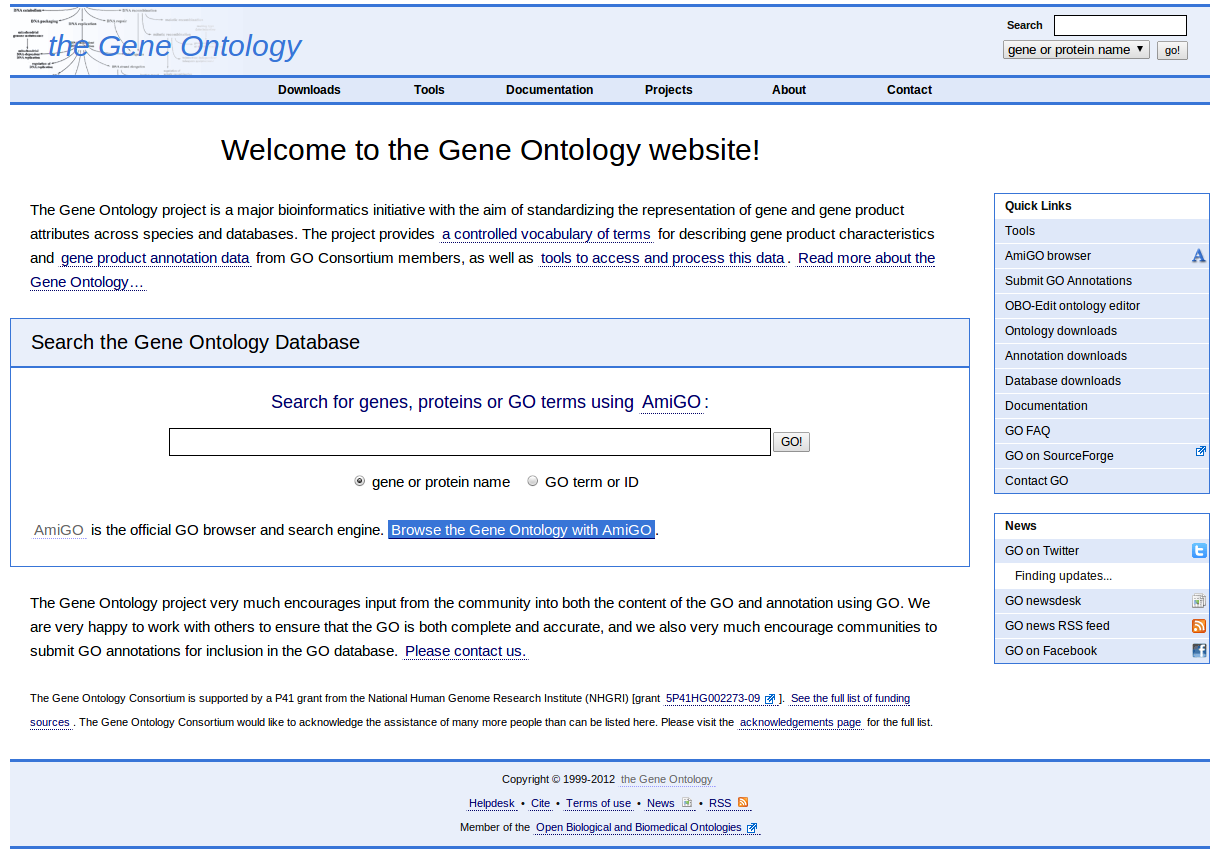 the Gene Ontology
Search
gene or protein name
go!
Downloads Tools Documentation Projects About Contact
Welcome to the Gene Ontology website!
The Gene Ontology project is a major bioinformatics initiative with the aim of standardizing the representation of gene and gene product
attributes across species and databases. The project provides a controlled vocabulary of terms for describing gene product characteristics
and gene product annotation data from GO Consortium members, as well as tools to access and process this data. Read more about the
Gene Ontology…
Search the Gene Ontology Database
Search for genes, proteins or GO terms using AmiGO:
GO!
gene or protein name GO term or ID
AmiGO is the official GO browser and search engine. Browse the Gene Ontology with AmiGO.
The Gene Ontology project very much encourages input from the community into both the content of the GO and annotation using GO. We
are very happy to work with others to ensure that the GO is both complete and accurate, and we also very much encourage communities to
submit GO annotations for inclusion in the GO database. Please contact us.
The Gene Ontology Consortium is supported by a P41 grant from the National Human Genome Research Institute (NHGRI) [grant 5P41HG002273-09 ]. See the full list of funding
sources. The Gene Ontology Consortium would like to acknowledge the assistance of many more people than can be listed here. Please visit the acknowledgements page for the full list.
Quick Links
Tools
AmiGO browser
Submit GO Annotations
OBO-Edit ontology editor
Ontology downloads
Annotation downloads
Database downloads
Documentation
GO FAQ
GO on SourceForge
Contact GO
News
GO on Twitter
Finding updates...
GO newsdesk
GO news RSS feed
GO on Facebook
Copyright © 1999-2012 the Gene Ontology
Helpdesk • Cite • Terms of use • News • RSS
Member of the Open Biological and Biomedical Ontologies